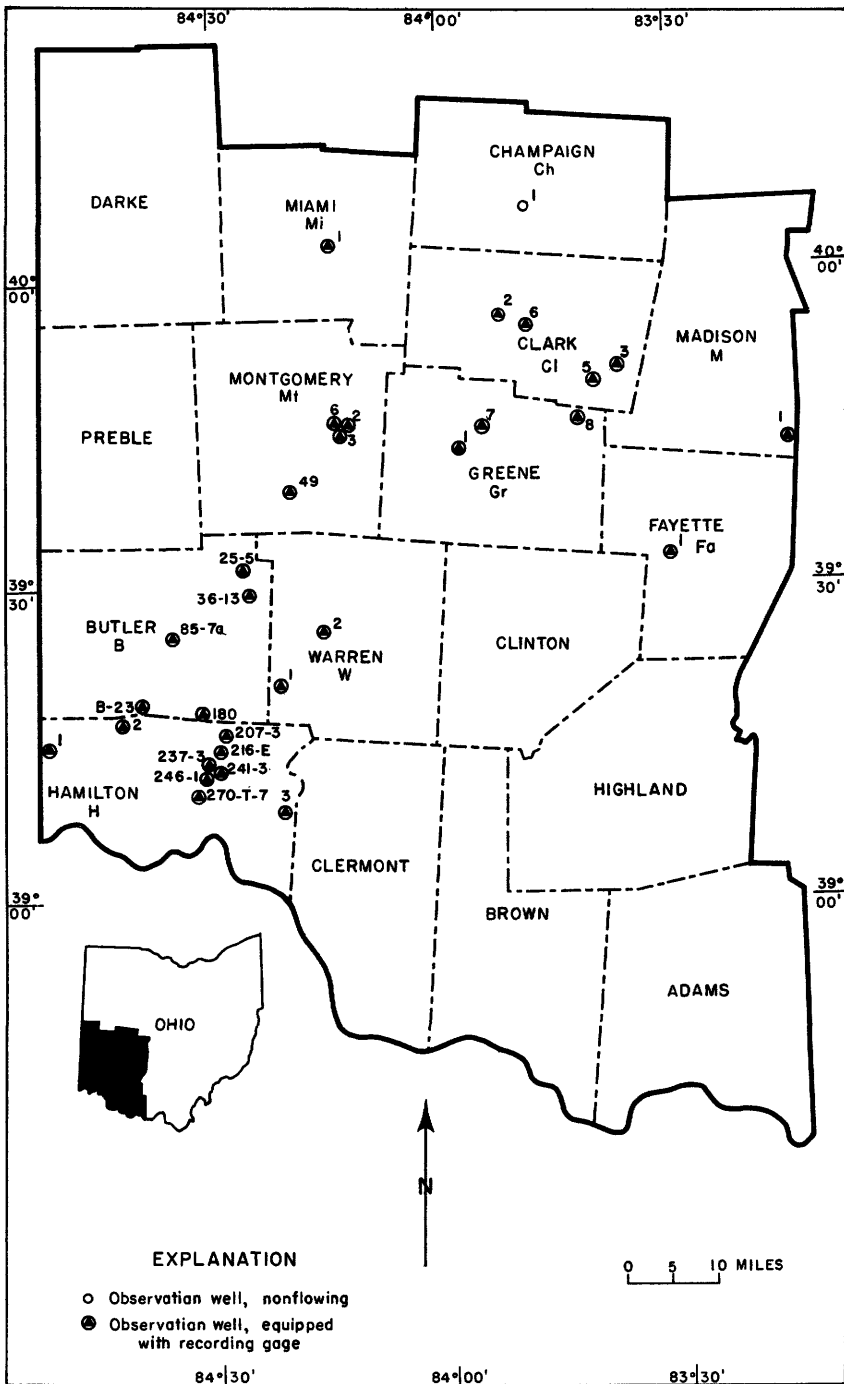 84°30' 84°00' 83°30'
CHAMPAIGN
Ch
1
DARKE
MIAMI
Mi
1
40°
00'
40°
00'
2
6
CLARK
Cl
5
3
MADISON
M
1
MONTGOMERY
Mt
6
2
3
49
PREBLE
7
1
8
GREENE
Gr
FAYETTE
1
Fa
39°
30'
39°
30'
25-5
36-13
85-7a
BUTLER
B
B-23
180
2
WARREN
W
1
CLINTON
1
2
207-3
216-E
237-3
241-3
246-1
270-T-7
3
HAMILTON
H
HIGHLAND
CLERMONT
BROWN
39°
00'
39°
00'
ADAMS
OHIO
N
EXPLANATION
Observatian well, nonflowing
Observation well, equipped
with recording gage
0 5 10 MILES
84°30' 84°00' 83°30'